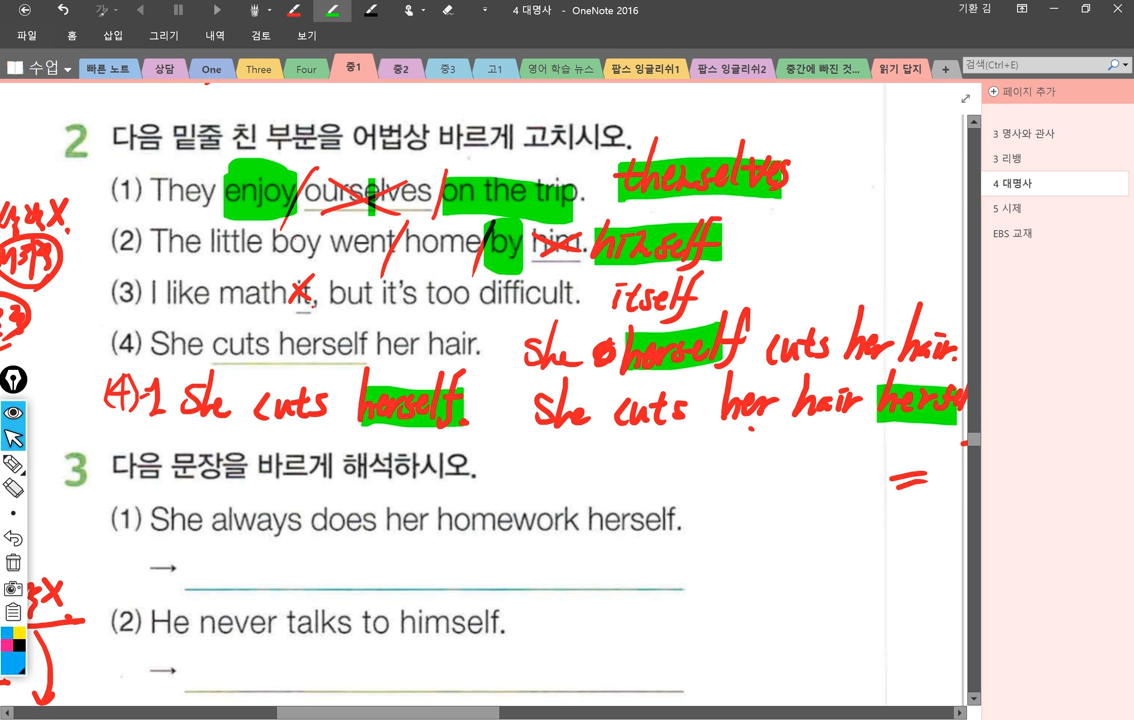 4 대명사 - OneNote 2016
기환 김
파일 홈 삽입 그리기 내역 검토 보기
수업 빠른 노트 상담 One Three Four 중1 중2 중3 고1 영어 학습 뉴스 팝스 잉글리쉬1 팝스 잉글리쉬2 중간에 빠진 것... 읽기 답지 + 검색(Ctrl+E)
페이지 추가
3 명사와 관사
3 리뱅
4 대명사
5 시제
EBS 교재
2 다음 밑줄 친 부분을 어법상 바르게 고치시오.
(1) They enjoy / ourselves / on the trip. themselves
(2) The little boy went / home / by him. himself
(3) I like math it, but it's too difficult. itself
(4) She cuts herself her hair. She herself cuts her hair.
(4)-1 She cuts herself. She cuts her hair herse
3 다음 문장을 바르게 해석하시오.
(1) She always does her homework herself.
→
(2) He never talks to himself.
→